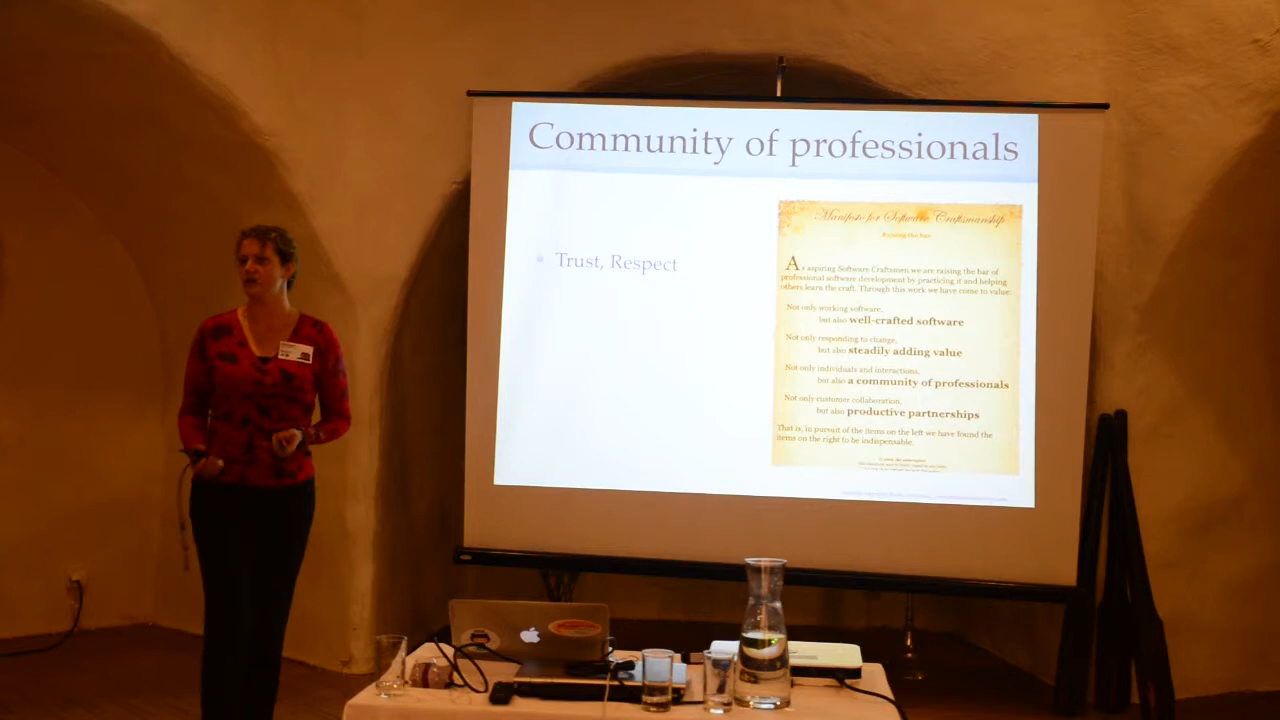 Community of professionals
Trust, Respect
Manifesto for Software Craftsmanship
Raising the bar.
As aspiring Software Craftsmen we are raising the bar of
professional software development by practicing it and helping
others learn the craft. Through this work we have come to value:
Not only working software,
but also well-crafted software
Not only responding to change,
but also steadily adding value
Not only individuals and interactions,
but also a community of professionals
Not only customer collaboration,
but also productive partnerships
That is, in pursuit of the items on the left we have found the
items on the right to be indispensable.